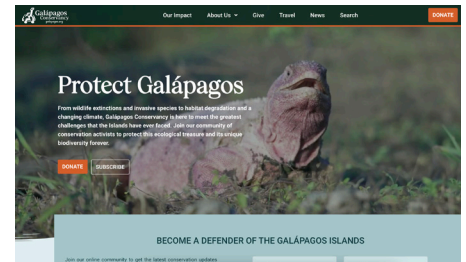 Galápagos
Conservancy
Our Impact
About Us
Give
Travel
News
Search
DONATE
Protect Galápagos
From wildlife extinctions and invasive species to habitat degradation and a
changing climate, Galápagos Conservancy is here to meet the greatest
challenges that the Islands have ever faced. Join our community of
conservation activists to protect this ecological treasure and its unique
biodiversity forever.
DONATE
SUBSCRIBE
BECOME A DEFENDER OF THE GALÁPAGOS ISLANDS
Join our online community to get the latest conservation updates